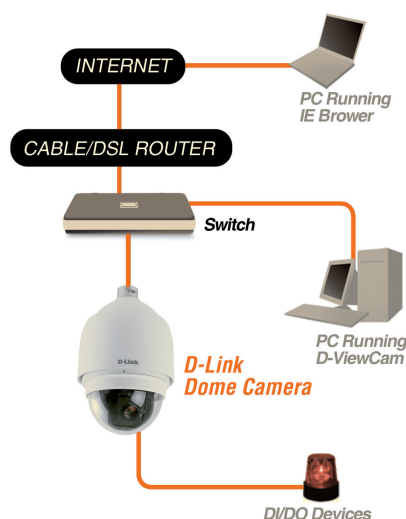 INTERNET
PC Running
IE Brower
CABLE/DSL ROUTER
Switch
PC Running
D-ViewCam
D-Link
D-Link
Dome Camera
DI/DO Devices